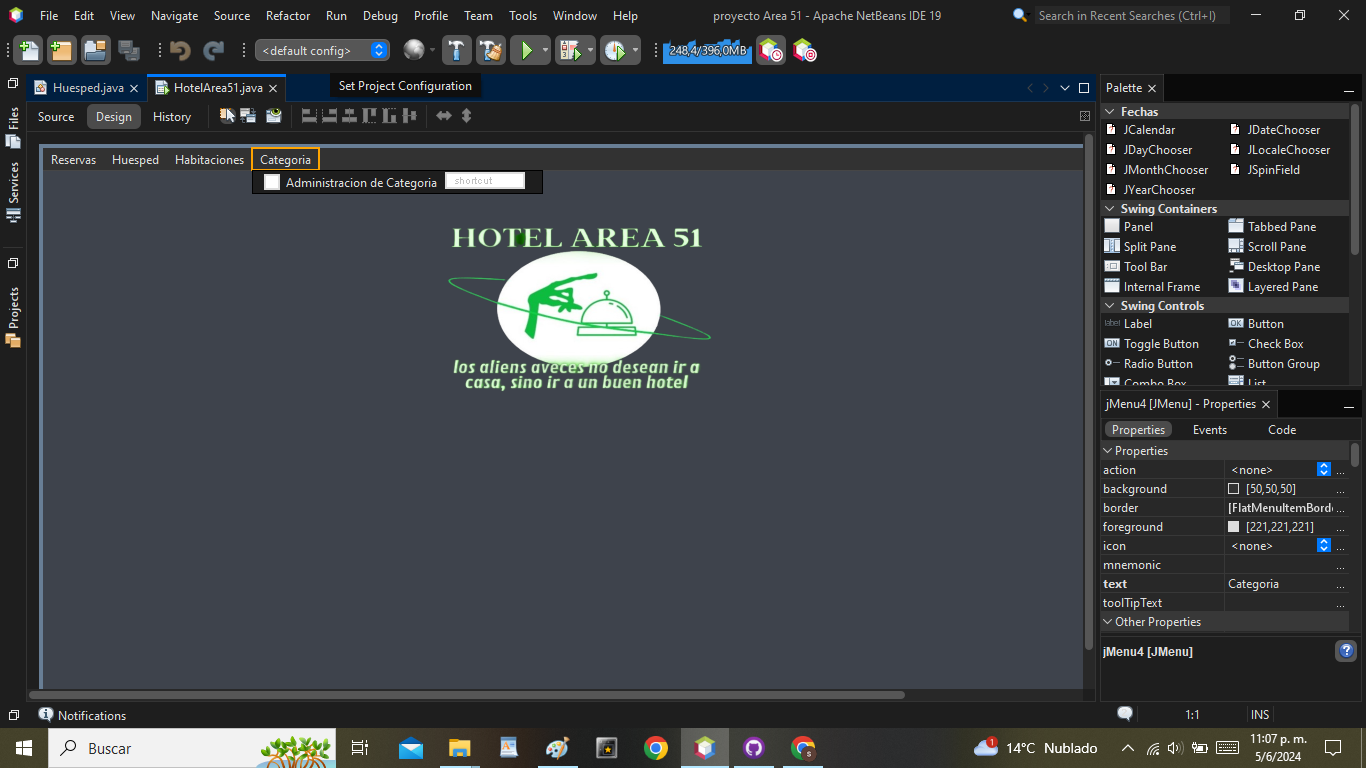 File Edit View Navigate Source Refactor Run Debug Profile Team Tools Window Help
proyecto Area 51 - Apache NetBeans IDE 19
Search in Recent Searches (Ctrl+I)
<default config>
248,4/396,0MB
Huesped.java
HotelArea51.java
Set Project Configuration
Source Design History
Files
Services
Projects
Reservas Huesped Habitaciones Categoria
Administracion de Categoria shortcut
HOTEL AREA 51
los aliens aveces no desean ir a
casa, sino ir a un buen hotel
Palette
Fechas
JCalendar JDateChooser
JDayChooser JLocaleChooser
JMonthChooser JSpinField
JYearChooser
Swing Containers
Panel Tabbed Pane
Split Pane Scroll Pane
Tool Bar Desktop Pane
Internal Frame Layered Pane
Swing Controls
label Label OK Button
ON Toggle Button Check Box
Radio Button Button Group
Combo Box List
jMenu4 [JMenu] - Properties
Properties Events Code
Properties
action <none> ...
background [50,50,50] ...
border [FlatMenuItemBord ...
foreground [221,221,221] ...
icon <none> ...
mnemonic ...
text Categoria ...
toolTipText ...
Other Properties
jMenu4 [JMenu]
Notifications
1:1 INS
Buscar
1
14°C Nublado
11:07 p. m.
5/6/2024